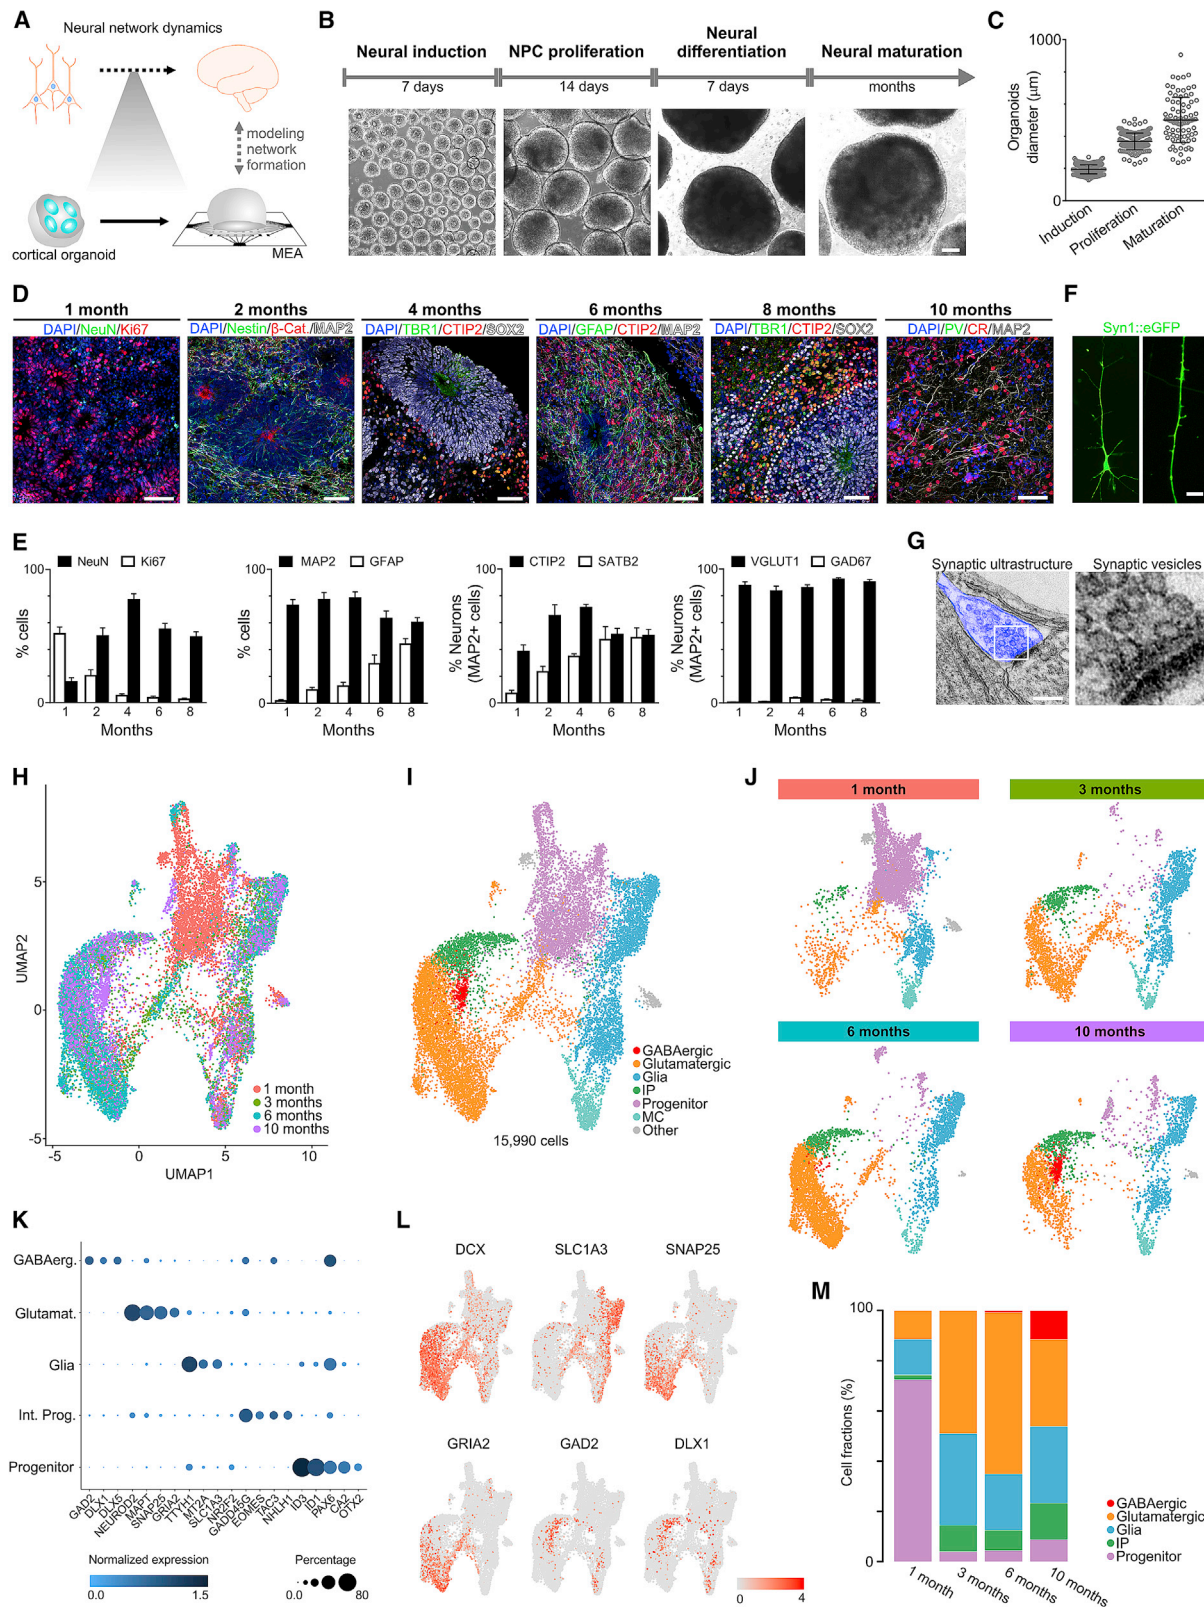 A
Neural network dynamics
modeling
network
formation
cortical organoid
MEA
B
Neural induction
NPC proliferation
Neural
differentiation
Neural maturation
7 days
14 days
7 days
months
C
1000
Organoids
diameter (μm)
0
Induction
Proliferation
Maturation
D
1 month
2 months
4 months
6 months
8 months
10 months
DAPI/NeuN/Ki67
DAPI/Nestin/β-Cat./MAP2
DAPI/TBR1/CTIP2/SOX2
DAPI/GFAP/CTIP2/MAP2
DAPI/TBR1/CTIP2/SOX2
DAPI/PV/CR/MAP2
F
Syn1::eGFP
E
NeuN Ki67
100
% cells
0
1 2 4 6 8
Months
MAP2 GFAP
100
% cells
0
1 2 4 6 8
Months
CTIP2 SATB2
100
% Neurons
(MAP2+ cells)
0
1 2 4 6 8
Months
VGLUT1 GAD67
100
% Neurons
(MAP2+ cells)
0
1 2 4 6 8
Months
G
Synaptic ultrastructure
Synaptic vesicles
H
UMAP2
5
0
-5
-5 0 5 10
UMAP1
1 month
3 months
6 months
10 months
I
GABAergic
Glutamatergic
Glia
IP
Progenitor
MC
Other
15,990 cells
J
1 month
3 months
6 months
10 months
K
GABAerg.
Glutamat.
Glia
Int. Prog.
Progenitor
GAD2
DLX1
DLX5
NEUROD2
MAPT
SNAP25
GRIA2
TTYH1
MT2A
SLC1A3
NR2F2
GADD45G
EOMES
TAC3
NHLH1
ID3
ID1
PAX6
CA2
OTX2
Normalized expression
0.0 1.5
Percentage
0.0 80
L
DCX
SLC1A3
SNAP25
GRIA2
GAD2
DLX1
0 4
M
100
Cell fractions (%)
0
1 month
3 months
6 months
10 months
GABAergic
Glutamatergic
Glia
IP
Progenitor